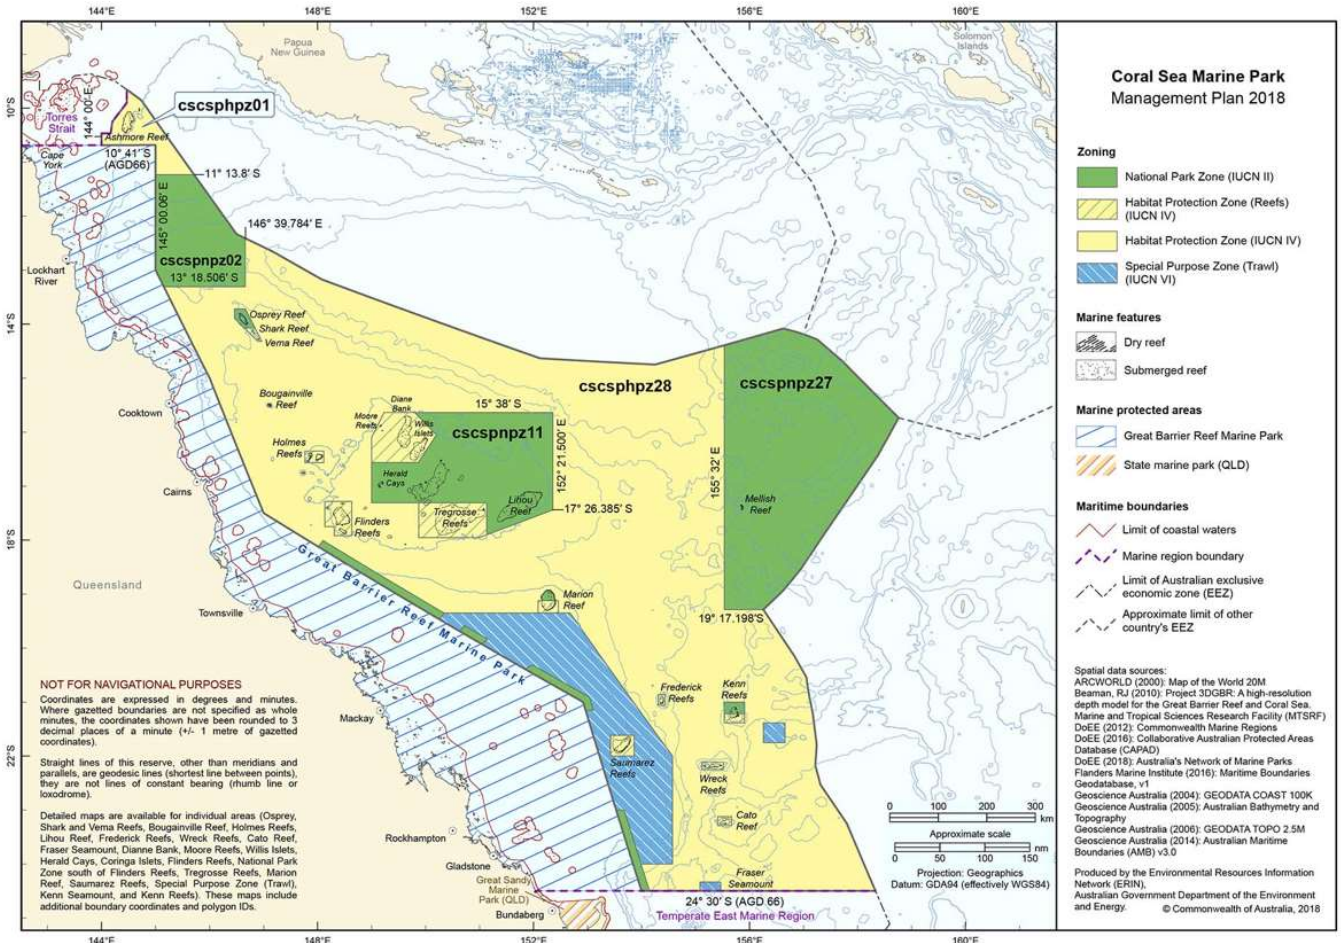 144°E
148°E
152°E
156°E
160°E
10°S
14°S
18°S
22°S
Papua
New Guinea
Solomon
Islands
cscsphpz01
144° 00' E
Torres
Strait
Ashmore Reef
Cape
York
10° 41' S
(AGD66)
11° 13.8' S
145° 00.06' E
146° 39.784' E
cscspnpz02
13° 18.506' S
Lockhart
River
Osprey Reef
Shark Reef
Vema Reef
cscsphpz28
cscspnpz27
Bougainville
Reef
Diane
Bank
15° 38' S
Moore
Reefs
Willis
Islets
cscspnpz11
Cooktown
Holmes
Reefs
152° 21.500' E
155° 32' E
Herald
Cays
Cairns
Lihou
Reef
Mellish
Reef
17° 26.385' S
Tregrosse
Reefs
Flinders
Reefs
Great Barrier Reef Marine Park
Queensland
Marion
Reef
Townsville
19° 17.198'S
Frederick
Reefs
Kenn
Reefs
Mackay
Saumarez
Reefs
Wreck
Reefs
Cato
Reef
Rockhampton
Gladstone
Fraser
Seamount
Great Sandy
Marine
Park (QLD)
Bundaberg
24° 30' S (AGD 66)
Temperate East Marine Region
NOT FOR NAVIGATIONAL PURPOSES
Coordinates are expressed in degrees and minutes.
Where gazetted boundaries are not specified as whole
minutes, the coordinates shown have been rounded to 3
decimal places of a minute (+/- 1 metre of gazetted
coordinates).
Straight lines of this reserve, other than meridians and
parallels, are geodesic lines (shortest line between points),
they are not lines of constant bearing (rhumb line or
loxodrome).
Detailed maps are available for individual areas (Osprey,
Shark and Vema Reefs, Bougainville Reef, Holmes Reefs,
Lihou Reef, Frederick Reefs, Wreck Reefs, Cato Reef,
Fraser Seamount, Dianne Bank, Moore Reefs, Willis Islets,
Herald Cays, Coringa Islets, Flinders Reefs, National Park
Zone south of Flinders Reefs, Tregrosse Reefs, Marion
Reef, Saumarez Reefs, Special Purpose Zone (Trawl),
Kenn Seamount, and Kenn Reefs). These maps include
additional boundary coordinates and polygon IDs.
0 100 200 300
km
Approximate scale
0 50 100 150
nm
Projection: Geographics
Datum: GDA94 (effectively WGS84)
144°E
148°E
152°E
156°E
160°E
Coral Sea Marine Park
Management Plan 2018
Zoning
National Park Zone (IUCN II)
Habitat Protection Zone (Reefs)
(IUCN IV)
Habitat Protection Zone (IUCN IV)
Special Purpose Zone (Trawl)
(IUCN VI)
Marine features
Dry reef
Submerged reef
Marine protected areas
Great Barrier Reef Marine Park
State marine park (QLD)
Maritime boundaries
Limit of coastal waters
Marine region boundary
Limit of Australian exclusive
economic zone (EEZ)
Approximate limit of other
country's EEZ
Spatial data sources:
ARCWORLD (2000): Map of the World 20M
Beaman, RJ (2010): Project 3DGBR: A high-resolution
depth model for the Great Barrier Reef and Coral Sea.
Marine and Tropical Sciences Research Facility (MTSRF)
DoEE (2012): Commonwealth Marine Regions
DoEE (2016): Collaborative Australian Protected Areas
Database (CAPAD)
DoEE (2018): Australia's Network of Marine Parks
Flanders Marine Institute (2016): Maritime Boundaries
Geodatabase, v1
Geoscience Australia (2004): GEODATA COAST 100K
Geoscience Australia (2005): Australian Bathymetry and
Topography
Geoscience Australia (2006): GEODATA TOPO 2.5M
Geoscience Australia (2014): Australian Maritime
Boundaries (AMB) v3.0
Produced by the Environmental Resources Information
Network (ERIN),
Australian Government Department of the Environment
and Energy. © Commonwealth of Australia, 2018